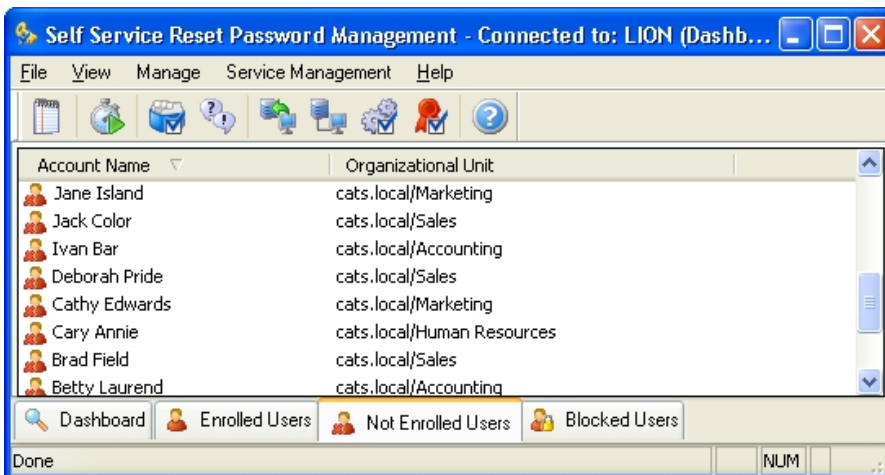 Self Service Reset Password Management - Connected to: LION (Dashb...
File View Manage Service Management Help
Account Name Organizational Unit
Jane Island cats.local/Marketing
Jack Color cats.local/Sales
Ivan Bar cats.local/Accounting
Deborah Pride cats.local/Sales
Cathy Edwards cats.local/Marketing
Cary Annie cats.local/Human Resources
Brad Field cats.local/Sales
Betty Laurend cats.local/Accounting
Dashboard Enrolled Users Not Enrolled Users Blocked Users
Done NUM